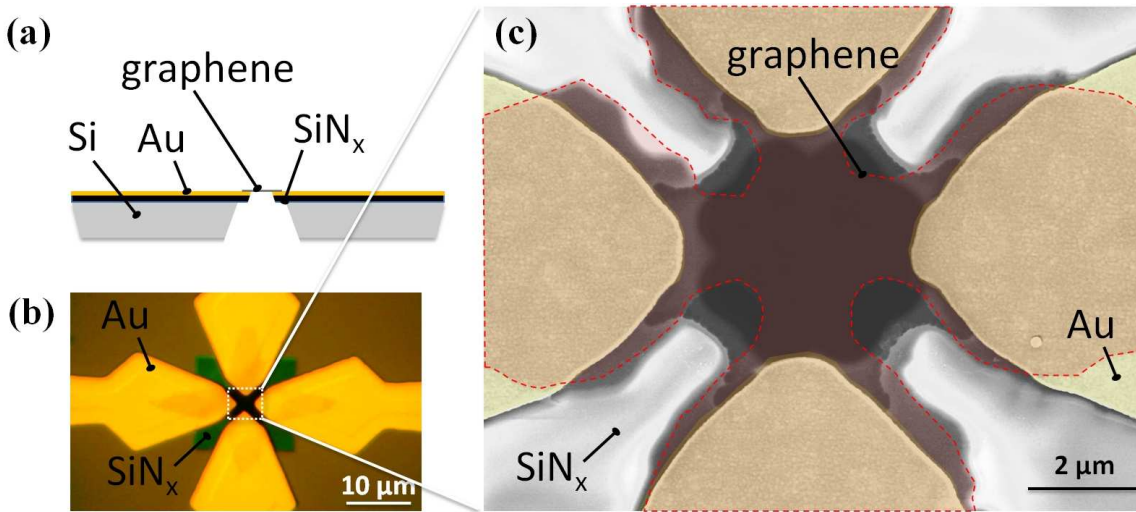 (a)
graphene
Si
Au
SiNₓ
(b)
Au
SiNₓ
10 µm
(c)
graphene
Au
SiNₓ
2 µm